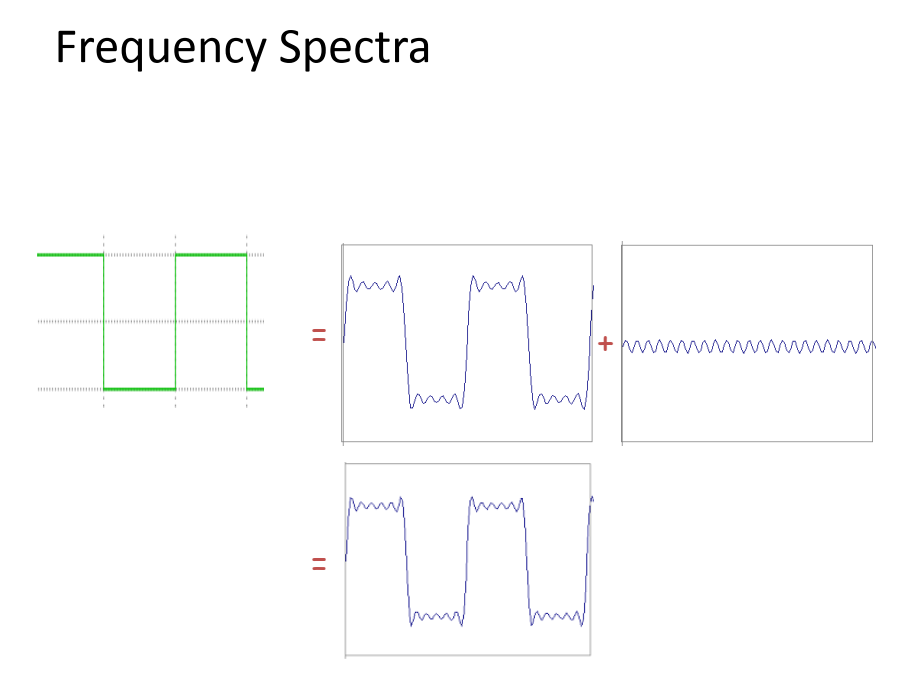 Frequency Spectra
= +
=